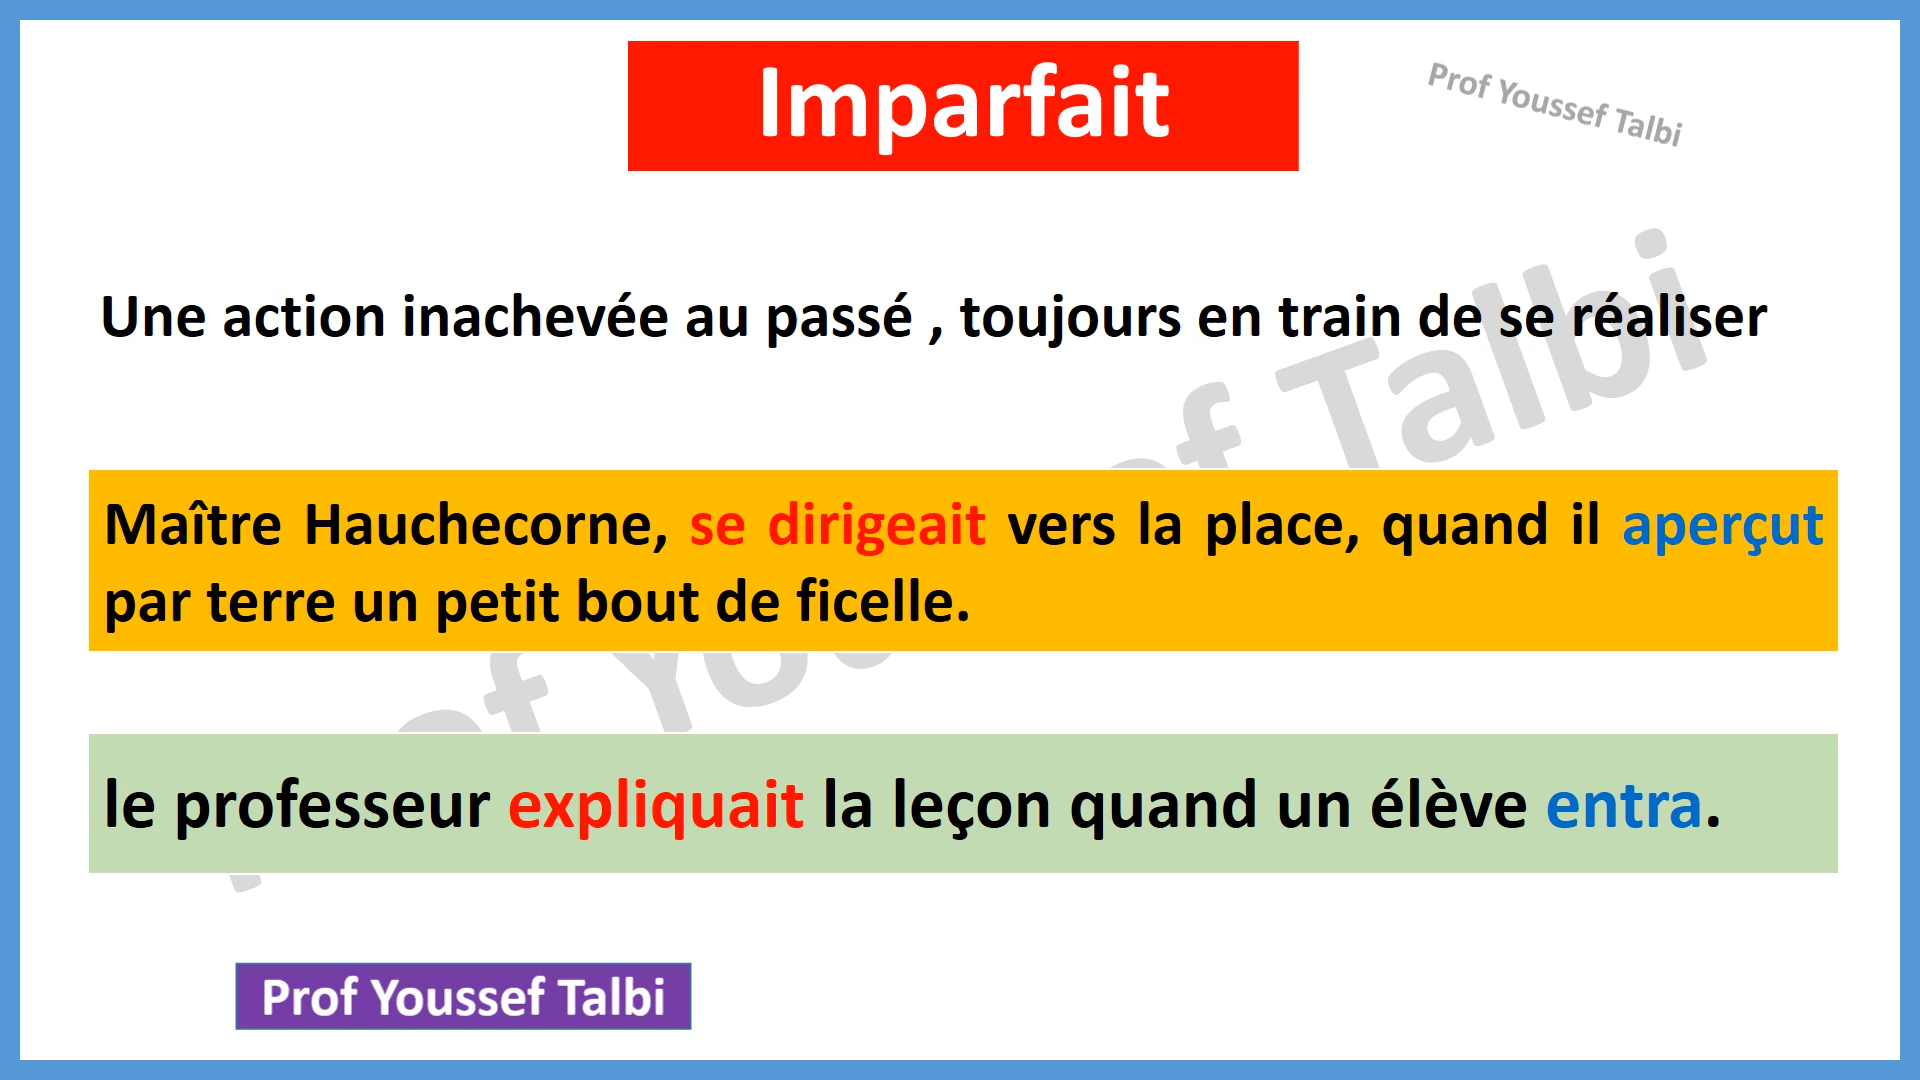 Imparfait
Prof Youssef Talbi
Une action inachevée au passé , toujours en train de se réaliser
Maître Hauchecorne, se dirigeait vers la place, quand il aperçut
par terre un petit bout de ficelle.
le professeur expliquait la leçon quand un élève entra.
Prof Youssef Talbi